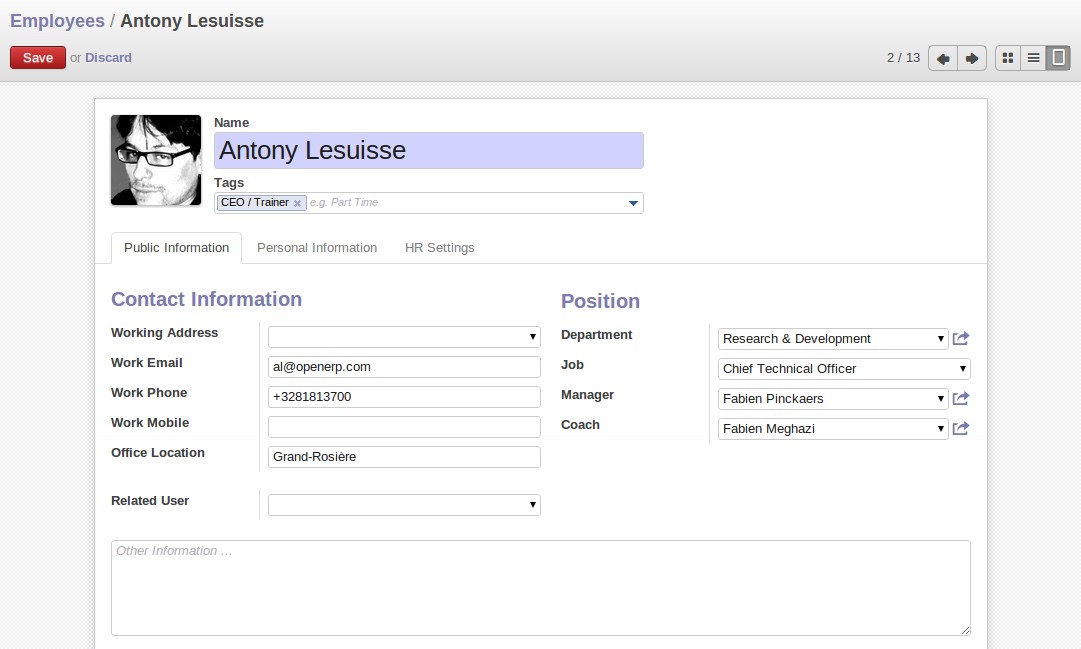 Employees / Antony Lesuisse
Save or Discard
2 / 13
Name
Antony Lesuisse
Tags
CEO / Trainer x e.g. Part Time
Public Information Personal Information HR Settings
Contact Information
Working Address
Work Email al@openerp.com
Work Phone +3281813700
Work Mobile
Office Location Grand-Rosière
Related User
Position
Department Research & Development
Job Chief Technical Officer
Manager Fabien Pinckaers
Coach Fabien Meghazi
Other Information ...